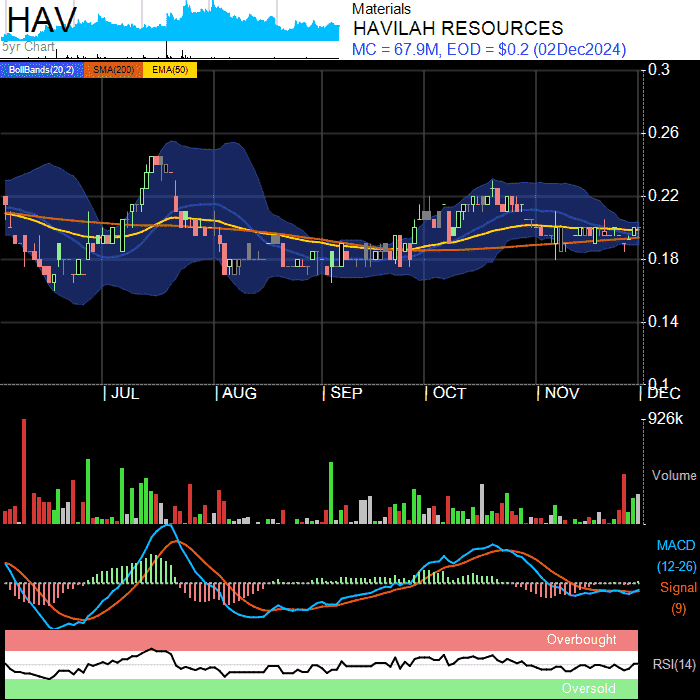 HAV
5yr Chart
Materials
HAVILAH RESOURCES
MC = 67.9M, EOD = $0.2 (02Dec2024)
BollBands(20,2) SMA(200) EMA(50)
0.3
0.26
0.22
0.18
0.14
0.1
JUL AUG SEP OCT NOV DEC
926k
Volume
MACD
(12-26)
Signal
(9)
Overbought
RSI(14)
Oversold